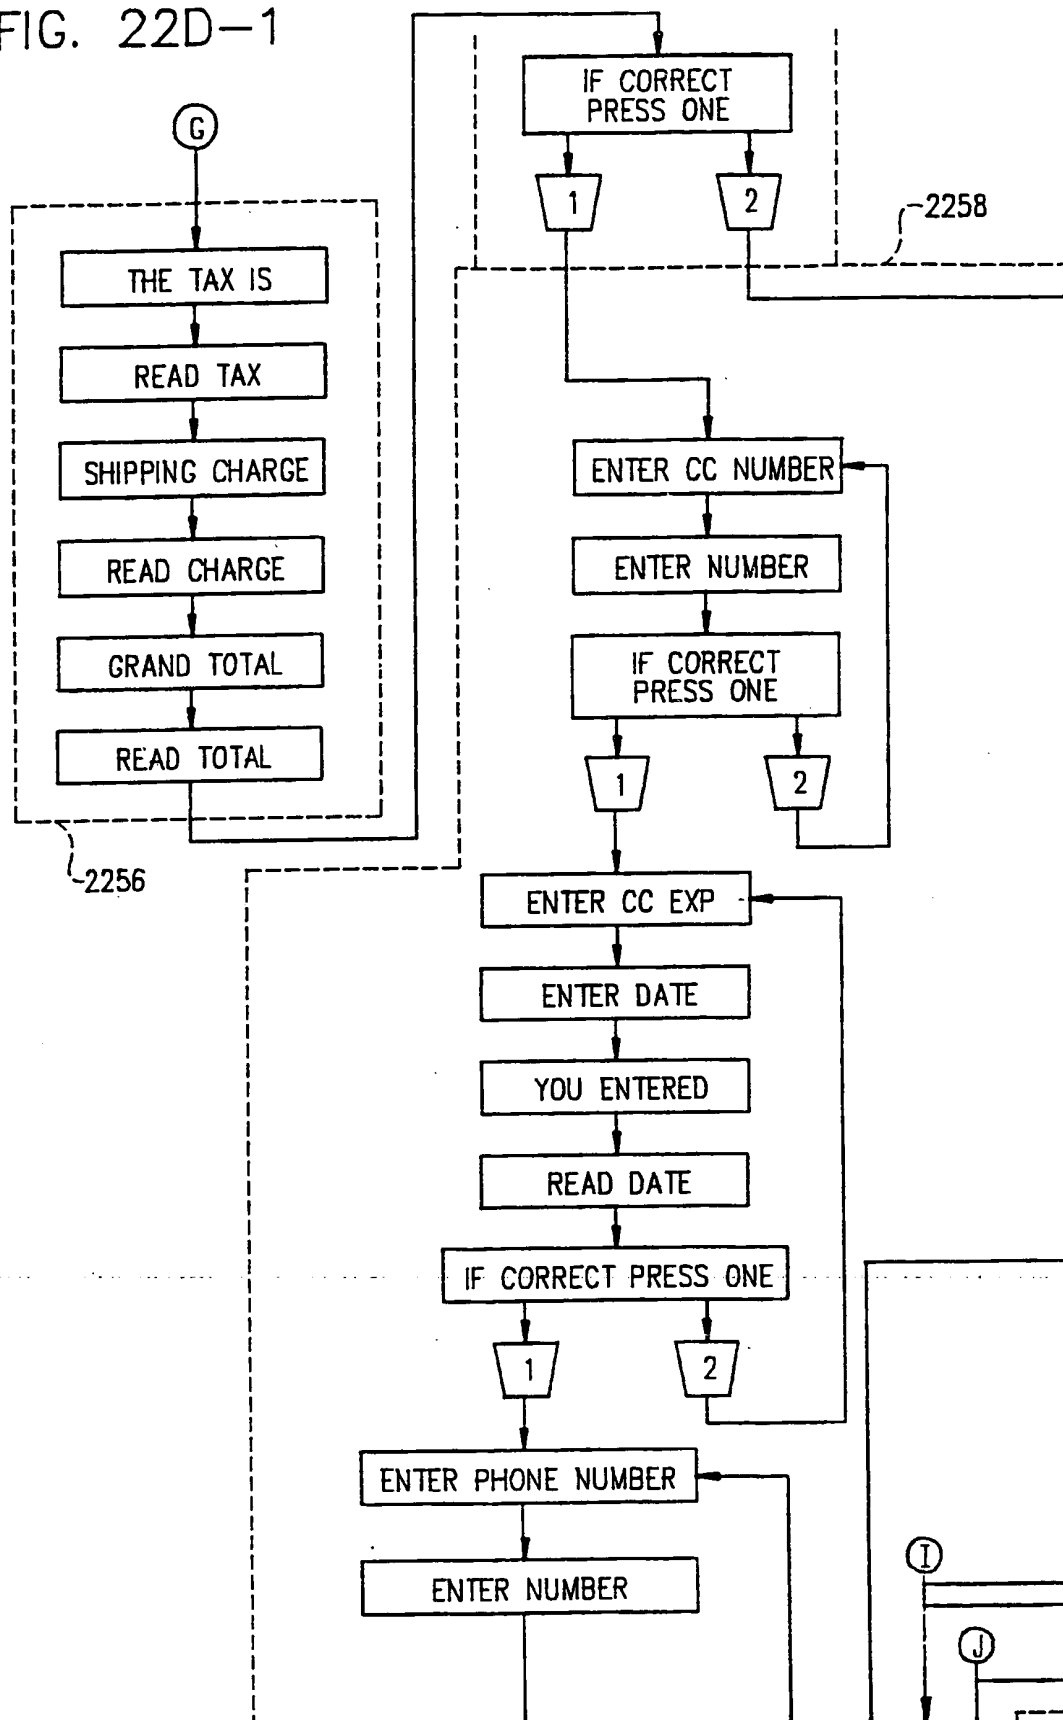 FIG. 22D-1
G
THE TAX IS
READ TAX
SHIPPING CHARGE
READ CHARGE
GRAND TOTAL
READ TOTAL
2256
IF CORRECT
PRESS ONE
1
2
2258
ENTER CC NUMBER
ENTER NUMBER
IF CORRECT
PRESS ONE
1
2
ENTER CC EXP
ENTER DATE
YOU ENTERED
READ DATE
IF CORRECT PRESS ONE
1
2
ENTER PHONE NUMBER
ENTER NUMBER
I
J